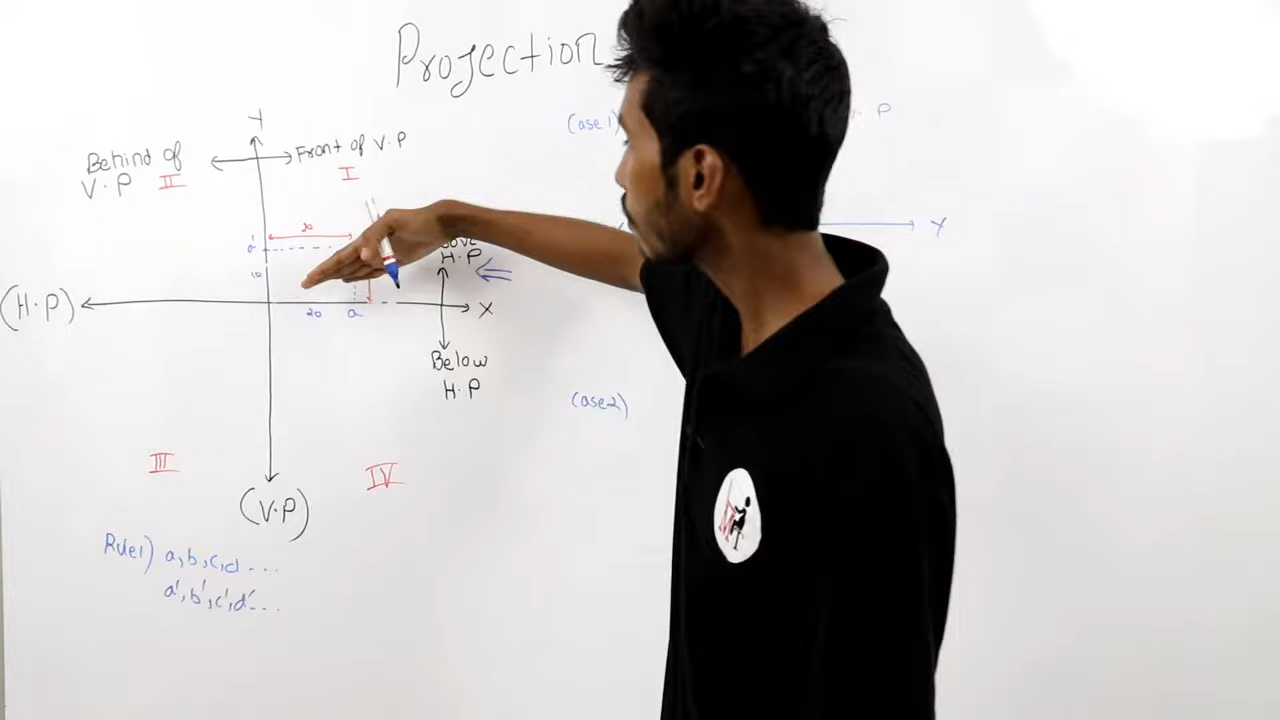 Projection
(Case 1)
V. P
Y
Behind of
V. P II
Front of V. P
I
20
a'
10
H. P
(H. P)
20
a
X
Y
Below
H. P
(Case 2)
III
IV
(V. P)
Rule 1) a, b, c, d ...
a', b', c', d' ...